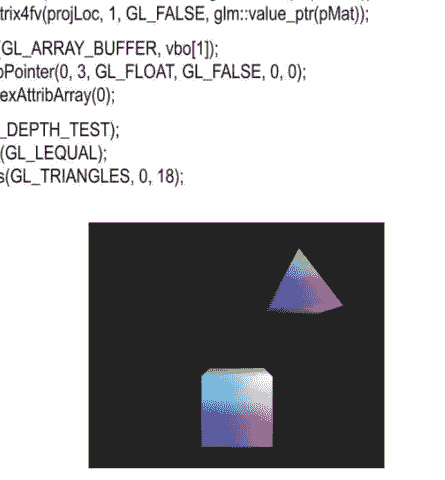 trix4fv(projLoc, 1, GL_FALSE, glm::value_ptr(pMat));
(GL_ARRAY_BUFFER, vbo[1]);
oPointer(0, 3, GL_FLOAT, GL_FALSE, 0, 0);
exAttribArray(0);
_DEPTH_TEST);
(GL_LEQUAL);
s(GL_TRIANGLES, 0, 18);